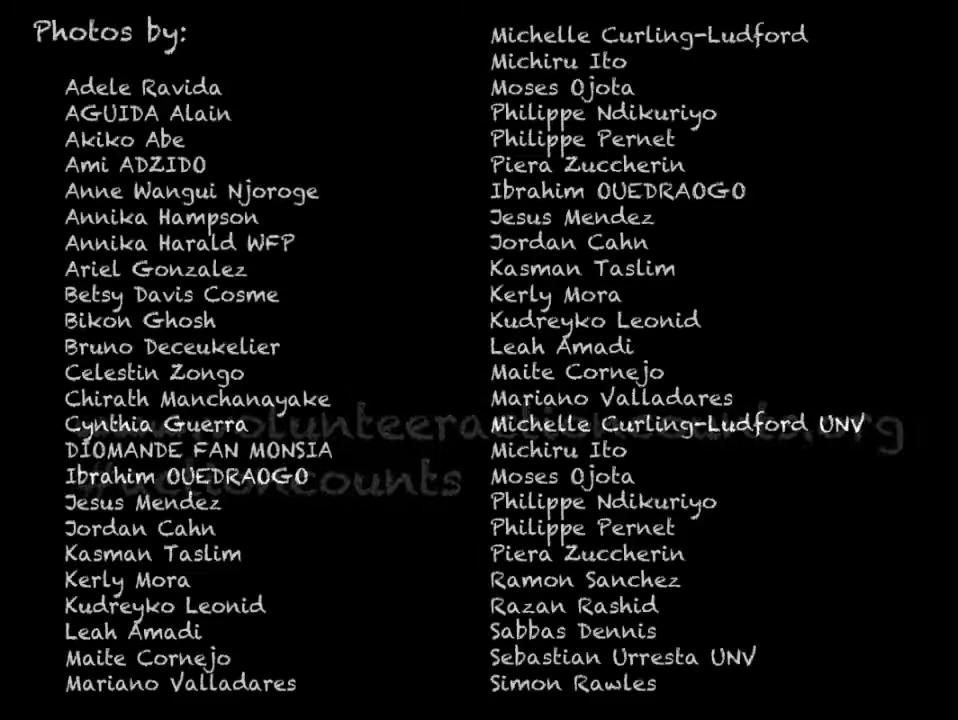 Photos by:
Adele Ravida
AGUIDA Alain
Akiko Abe
Ami ADZIDO
Anne Wangui Njoroge
Annika Hampson
Annika Harald WFP
Ariel Gonzalez
Betsy Davis Cosme
Bikon Ghosh
Bruno Deceukelier
Celestin Zongo
Chirath Manchanayake
Cynthia Guerra
DIOMANDE FAN MONSIA
Ibrahim OUEDRAOGO
Jesus Mendez
Jordan Cahn
Kasman Taslim
Kerly Mora
Kudreyko Leonid
Leah Amadi
Maite Cornejo
Mariano Valladares
Michelle Curling-Ludford
Michiru Ito
Moses Ojota
Philippe Ndikuriyo
Philippe Pernet
Piera Zuccherin
Ibrahim OUEDRAOGO
Jesus Mendez
Jordan Cahn
Kasman Taslim
Kerly Mora
Kudreyko Leonid
Leah Amadi
Maite Cornejo
Mariano Valladares
Michelle Curling-Ludford UNV
Michiru Ito
Moses Ojota
Philippe Ndikuriyo
Philippe Pernet
Piera Zuccherin
Ramon Sanchez
Razan Rashid
Sabbas Dennis
Sebastian Urresta UNV
Simon Rawles
www.volunteeractioncounts.org
#actioncounts